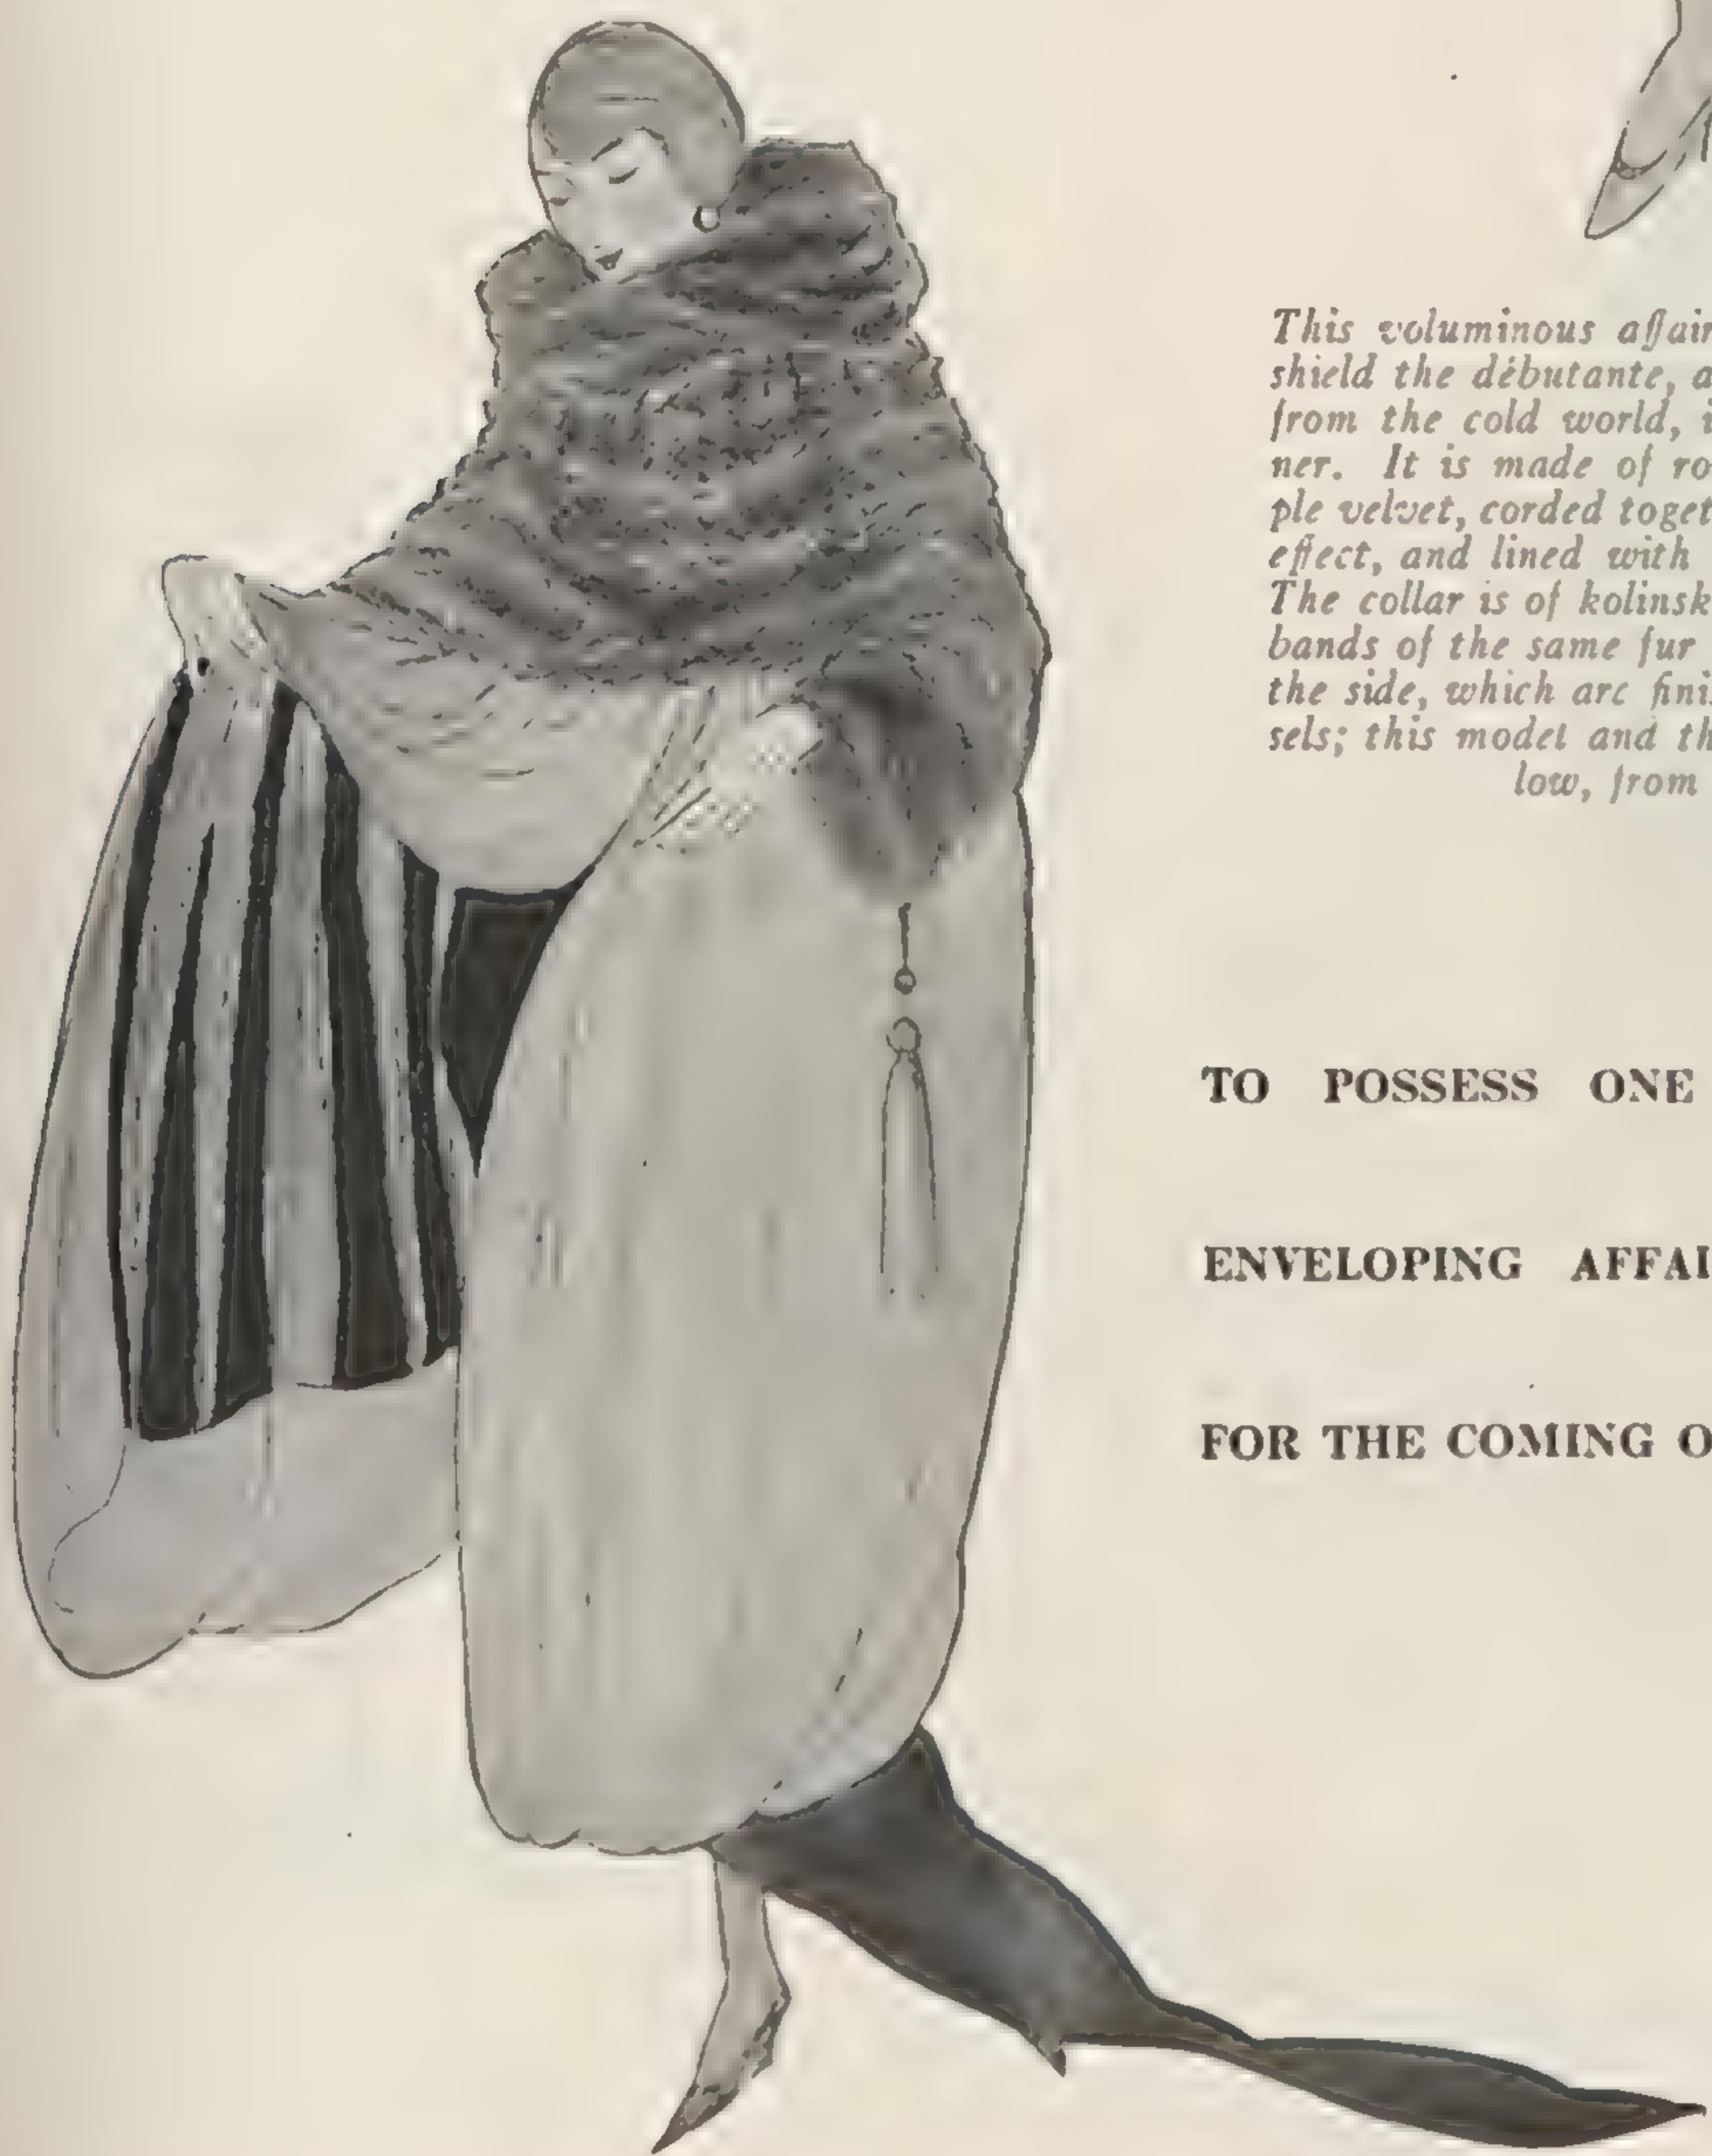 This voluminous affair
shield the débutante, a
from the cold world, i
ner. It is made of ro
ple velvet, corded toget
effect, and lined with
The collar is of kolinsk
bands of the same fur
the side, which are finis
sels; this model and th
low, from
TO POSSESS ONE
ENVELOPING AFFAI
FOR THE COMING O